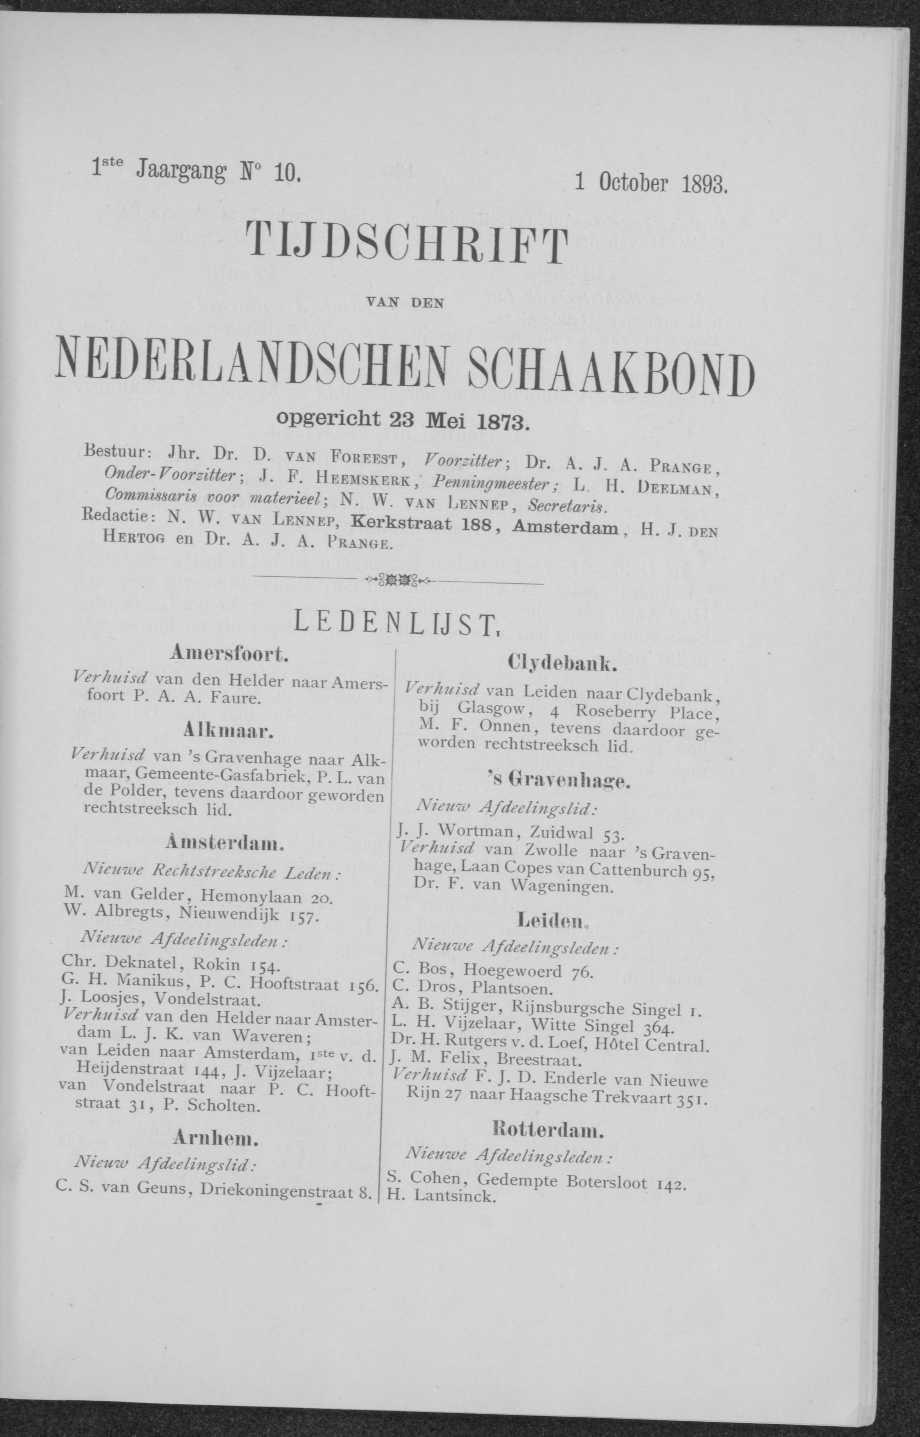 1ste Jaargang No 10.
1 October 1893.
TIJDSCHRIFT
VAN DEN
NEDERLANDSCHEN SCHAAKBOND
opgericht 23 Mei 1873.
Bestuur: Jhr. Dr. D. VAN FOREEST, Voorzitter; Dr. A. J. A. PRANGE,
Onder-Voorzitter; J. F. HEEMSKERK, Penningmeester; L. H. DEELMAN,
Commissaris voor materieel; N. W. VAN LENNEP, Secretaris.
Redactie: N. W. VAN LENNEP, Kerkstraat 188, Amsterdam, H. J. DEN
HERTOG en Dr. A. J. A. PRANGE.
LEDENLIJST.
Amersfoort.
Verhuisd van den Helder naar Amers-
foort P. A. A. Faure.
Alkmaar.
Verhuisd van 's Gravenhage naar Alk-
maar, Gemeente-Gasfabriek, P. L. van
de Polder, tevens daardoor geworden
rechtstreeksch lid.
Amsterdam.
Nieuwe Rechtstreeksche Leden:
M. van Gelder, Hemonylaan 20.
W. Albregts, Nieuwendijk 157.
Nieuwe Afdeelingsleden:
Chr. Deknatel, Rokin 154.
G. H. Manikus, P. C. Hooftstraat 156.
J. Loosjes, Vondelstraat.
Verhuisd van den Helder naar Amster-
dam L. J. K. van Waveren;
van Leiden naar Amsterdam, 1ste v. d.
Heijdenstraat 144, J. Vijzelaar;
van Vondelstraat naar P. C. Hooft-
straat 31, P. Scholten.
Arnhem.
Nieuw Afdeelingslid:
C. S. van Geuns, Driekoningenstraat 8.
Clydebank.
Verhuisd van Leiden naar Clydebank,
bij Glasgow, 4 Roseberry Place,
M. F. Onnen, tevens daardoor ge-
worden rechtstreeksch lid.
's Gravenhage.
Nieuw Afdeelingslid:
J. J. Wortman, Zuidwal 53.
Verhuisd van Zwolle naar 's Graven-
hage, Laan Copes van Cattenburch 95,
Dr. F. van Wageningen.
Leiden.
Nieuwe Afdeelingsleden:
C. Bos, Hoegewoerd 76.
C. Dros, Plantsoen.
A. B. Stijger, Rijnsburgsche Singel 1.
L. H. Vijzelaar, Witte Singel 364.
Dr. H. Rutgers v. d. Loef, Hôtel Central.
J. M. Felix, Breestraat.
Verhuisd F. J. D. Enderle van Nieuwe
Rijn 27 naar Haagsche Trekvaart 351.
Rotterdam.
Nieuwe Afdeelingsleden:
S. Cohen, Gedempte Botersloot 142.
H. Lantsinck.